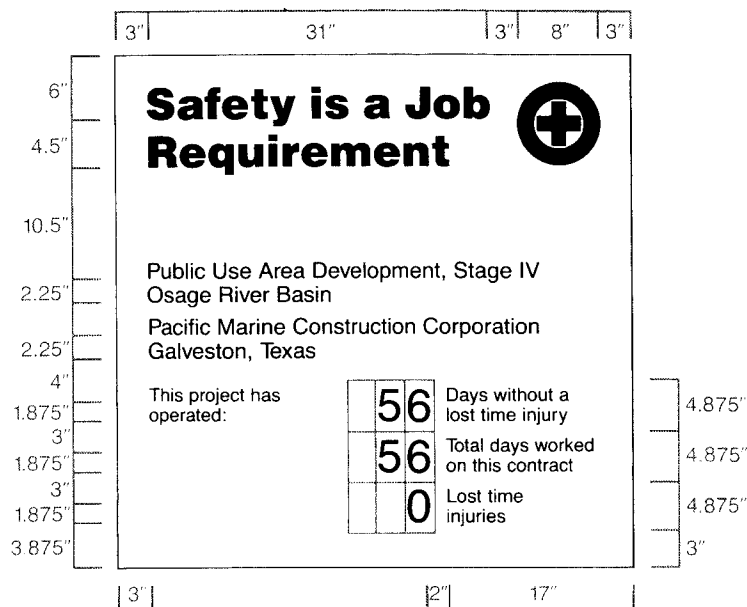 3" 31" 3" 8" 3"
6"
4.5"
10.5"
2.25"
2.25"
4"
1.875"
3"
1.875"
3"
1.875"
3.875"
Safety is a Job
Requirement
Public Use Area Development, Stage IV
Osage River Basin
Pacific Marine Construction Corporation
Galveston, Texas
This project has
operated:
56 Days without a
lost time injury
56 Total days worked
on this contract
0 Lost time
injuries
4.875"
4.875"
4.875"
3"
3" 2" 17"